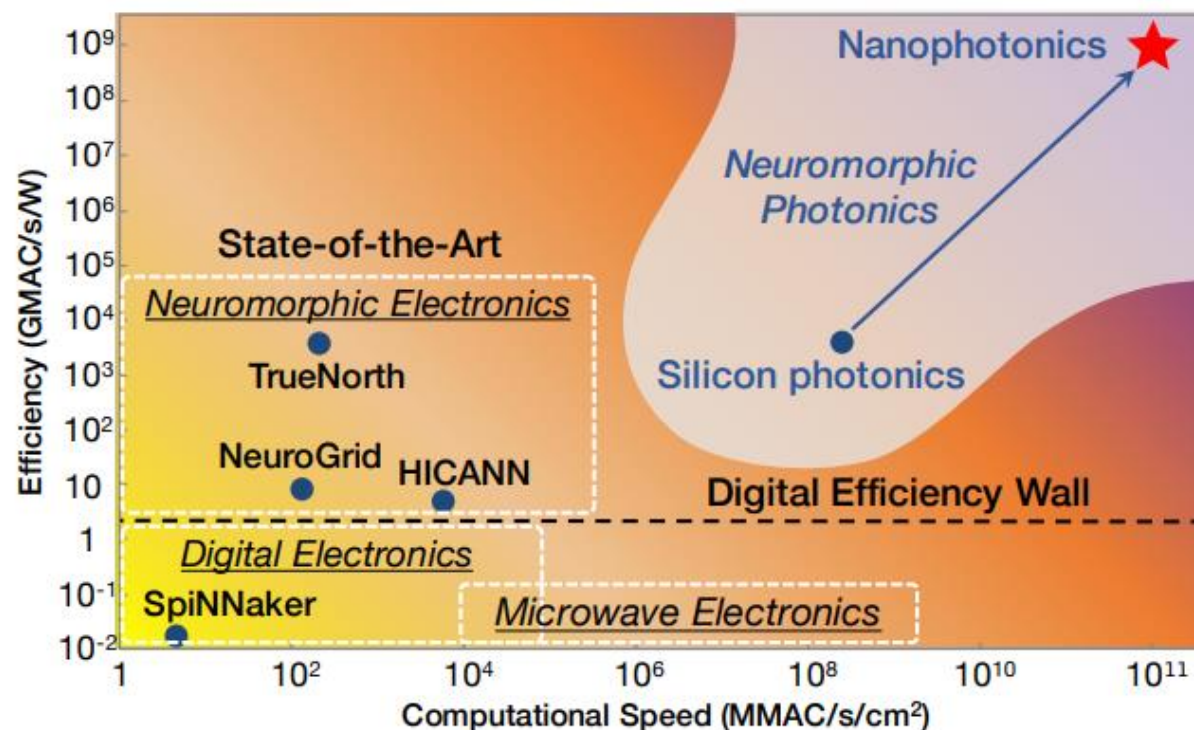 Efficiency (GMAC/s/W)
10⁹
10⁸
10⁷
10⁶
10⁵
10⁴
10³
10²
10
1
10⁻¹
10⁻²
Nanophotonics
Neuromorphic
Photonics
State-of-the-Art
Neuromorphic Electronics
TrueNorth
Silicon photonics
NeuroGrid
HICANN
Digital Efficiency Wall
Digital Electronics
SpiNNaker
Microwave Electronics
1
10²
10⁴
10⁶
10⁸
10¹⁰
10¹¹
Computational Speed (MMAC/s/cm²)